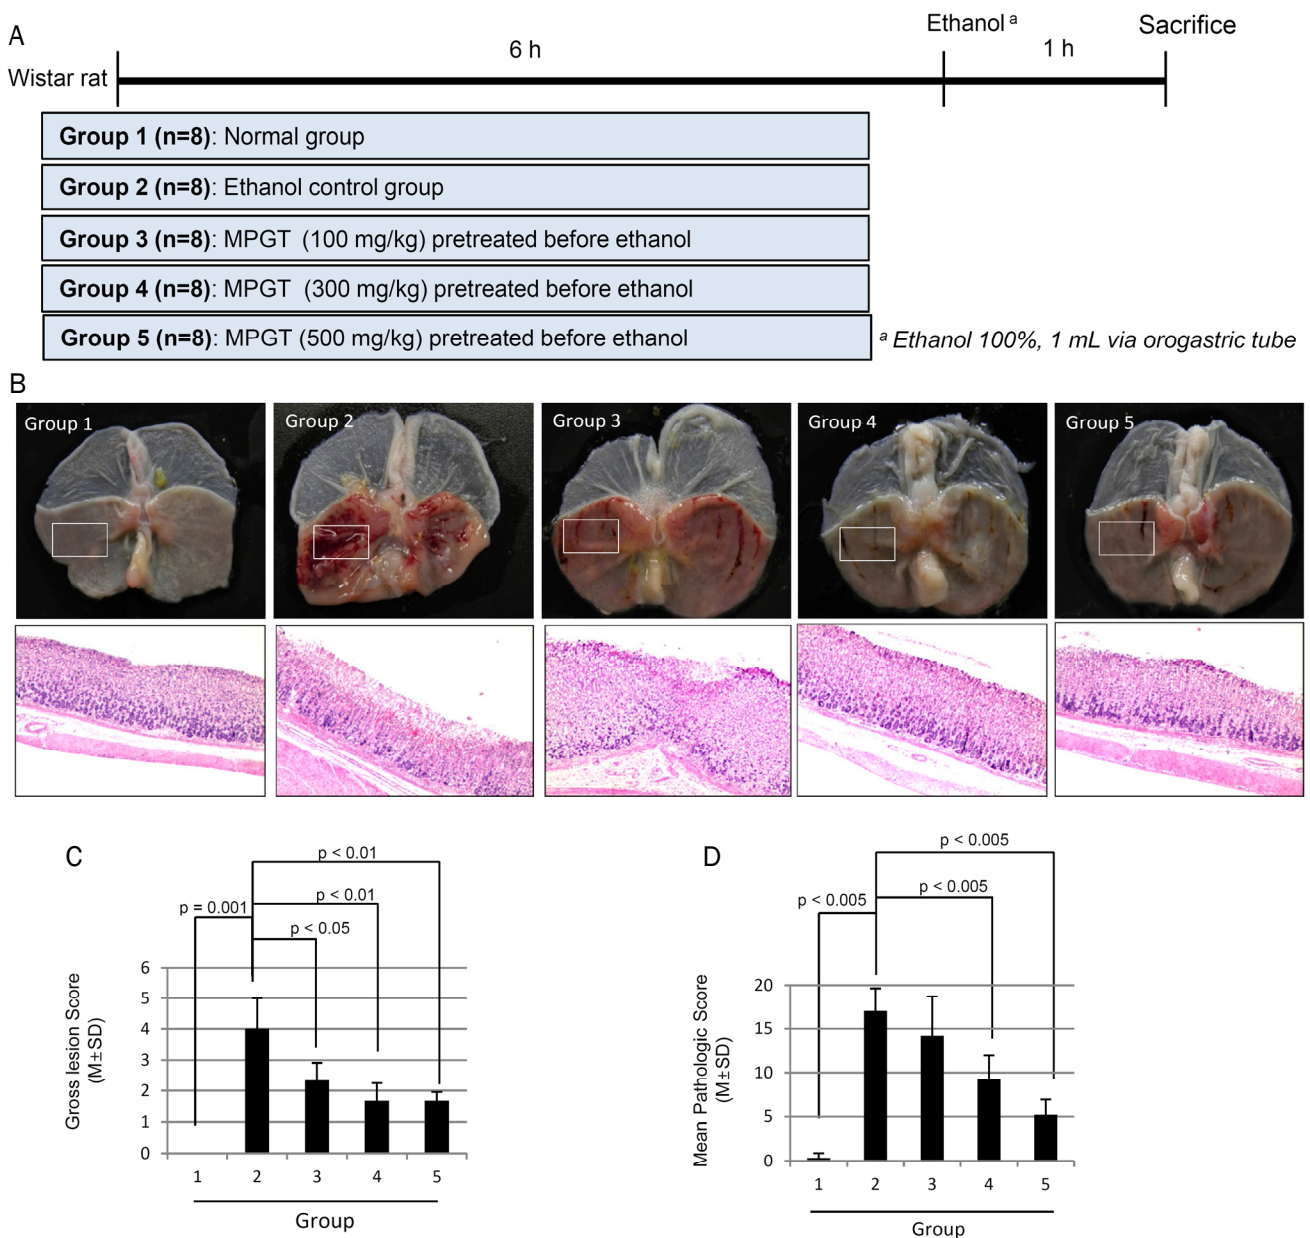 A
Ethanol a
Sacrifice
6 h
1 h
Wistar rat
Group 1 (n=8): Normal group
Group 2 (n=8): Ethanol control group
Group 3 (n=8): MPGT (100 mg/kg) pretreated before ethanol
Group 4 (n=8): MPGT (300 mg/kg) pretreated before ethanol
Group 5 (n=8): MPGT (500 mg/kg) pretreated before ethanol
a Ethanol 100%, 1 mL via orogastric tube
B
Group 1
Group 2
Group 3
Group 4
Group 5
C
p < 0.01
p < 0.01
p = 0.001
p < 0.05
Gross lesion Score
(M±SD)
6
5
4
3
2
1
0
1 2 3 4 5
Group
D
p < 0.005
p < 0.005
p < 0.005
Mean Pathologic Score
(M±SD)
20
15
10
5
0
1 2 3 4 5
Group